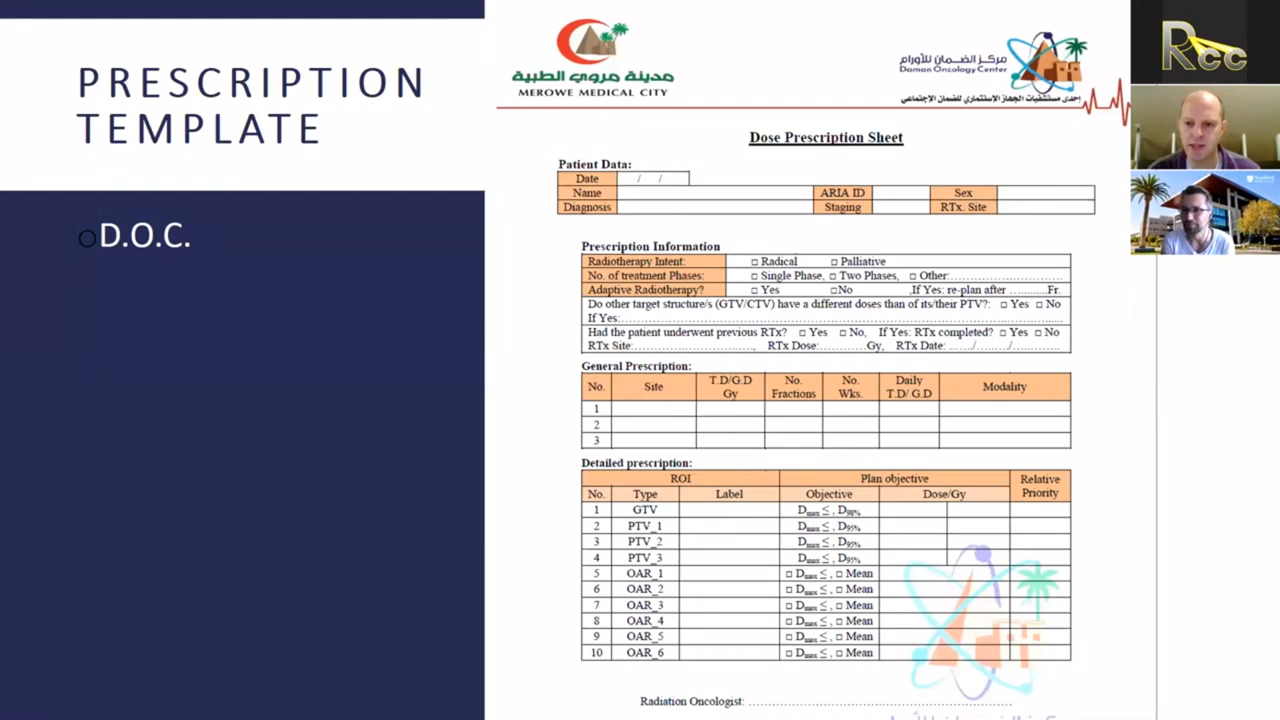 PRESCRIPTION
TEMPLATE
D.O.C.
مدينة مروي الطبية
MEROWE MEDICAL CITY
مركز الضمان للأورام
Daman Oncology Center
إحدى مستشفيات الجهاز الاستثماري للضمان الاجتماعي
Rcc
Dose Prescription Sheet
Patient Data:
Date / /
Name ARIA ID Sex
Diagnosis Staging RTx. Site
Prescription Information
Radiotherapy Intent: □ Radical □ Palliative
No. of treatment Phases: □ Single Phase, □ Two Phases, □ Other:…………………………
Adaptive Radiotherapy? □ Yes □No ,If Yes: re-plan after ….......Fr.
Do other target structure/s (GTV/CTV) have a different doses than of its/their PTV?: □ Yes □ No
If Yes:……………………………………………………………………………
Had the patient underwent previous RTx? □ Yes □ No, If Yes: RTx completed? □ Yes □ No
RTx Site:……………………………, RTx Dose:…………Gy, RTx Date: ……/………/…………
General Prescription:
No. Site T.D/G.D Gy No. Fractions No. Wks. Daily T.D/ G.D Modality
1
2
3
Detailed prescription:
ROI Plan objective Relative Priority
No. Type Label Objective Dose/Gy
1 GTV Dmax ≤ , D98%
2 PTV_1 Dmax ≤ , D95%
3 PTV_2 Dmax ≤ , D95%
4 PTV_3 Dmax ≤ , D95%
5 OAR_1 □ Dmax ≤ , □ Mean
6 OAR_2 □ Dmax ≤ , □ Mean
7 OAR_3 □ Dmax ≤ , □ Mean
8 OAR_4 □ Dmax ≤ , □ Mean
9 OAR_5 □ Dmax ≤ , □ Mean
10 OAR_6 □ Dmax ≤ , □ Mean
Radiation Oncologist: ……………………………………………………